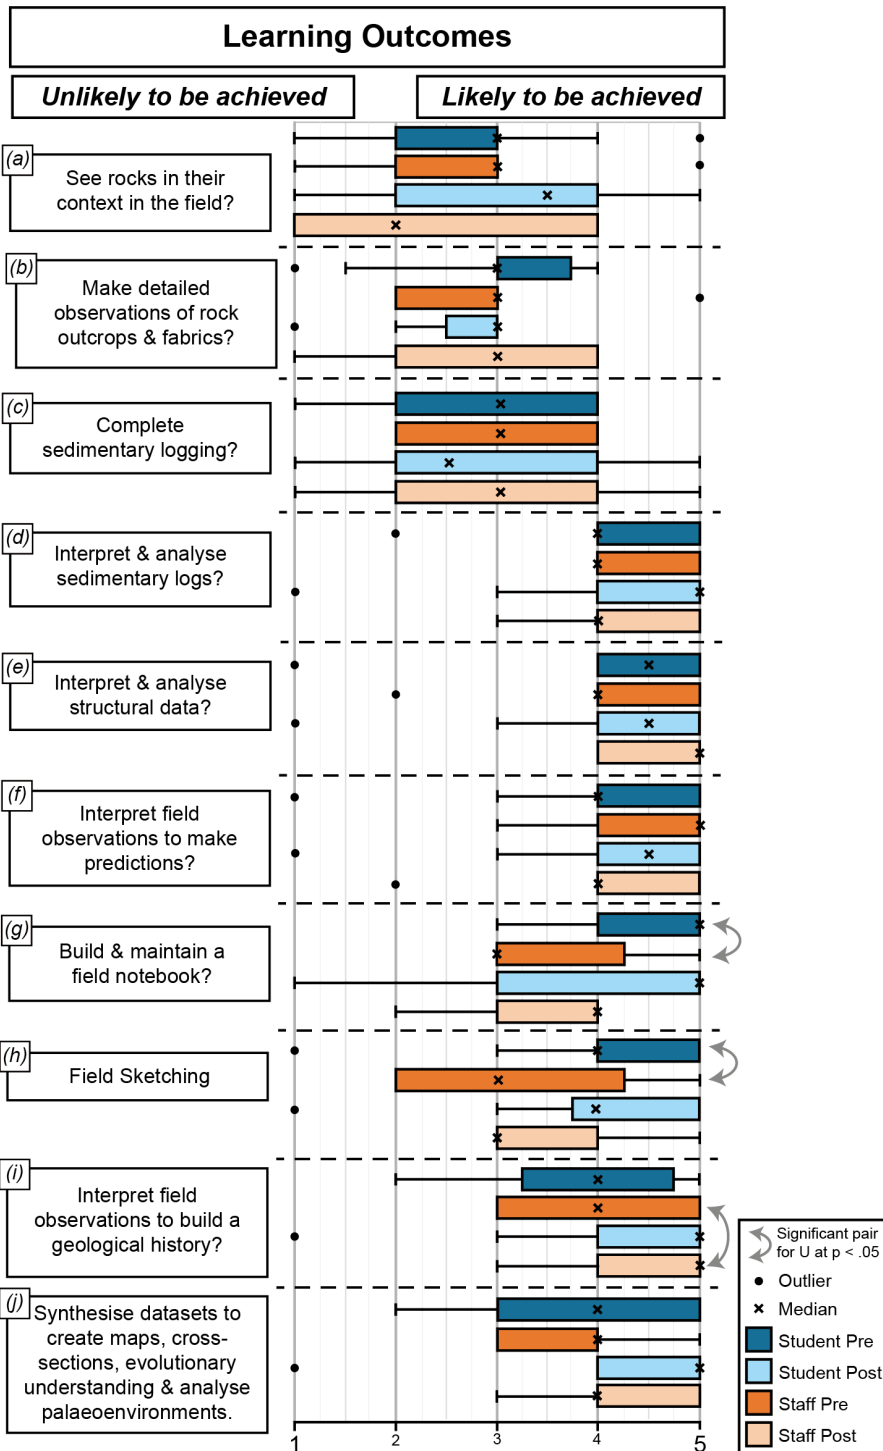 Learning Outcomes
Unlikely to be achieved
Likely to be achieved
(a)
See rocks in their
context in the field?
(b)
Make detailed
observations of rock
outcrops & fabrics?
(c)
Complete
sedimentary logging?
(d)
Interpret & analyse
sedimentary logs?
(e)
Interpret & analyse
structural data?
(f)
Interpret field
observations to make
predictions?
(g)
Build & maintain a
field notebook?
(h)
Field Sketching
(i)
Interpret field
observations to build a
geological history?
(j)
Synthesise datasets to
create maps, cross-
sections, evolutionary
understanding & analyse
palaeoenvironments.
1 2 3 4 5
Significant pair
for U at p < .05
Outlier
Median
Student Pre
Student Post
Staff Pre
Staff Post